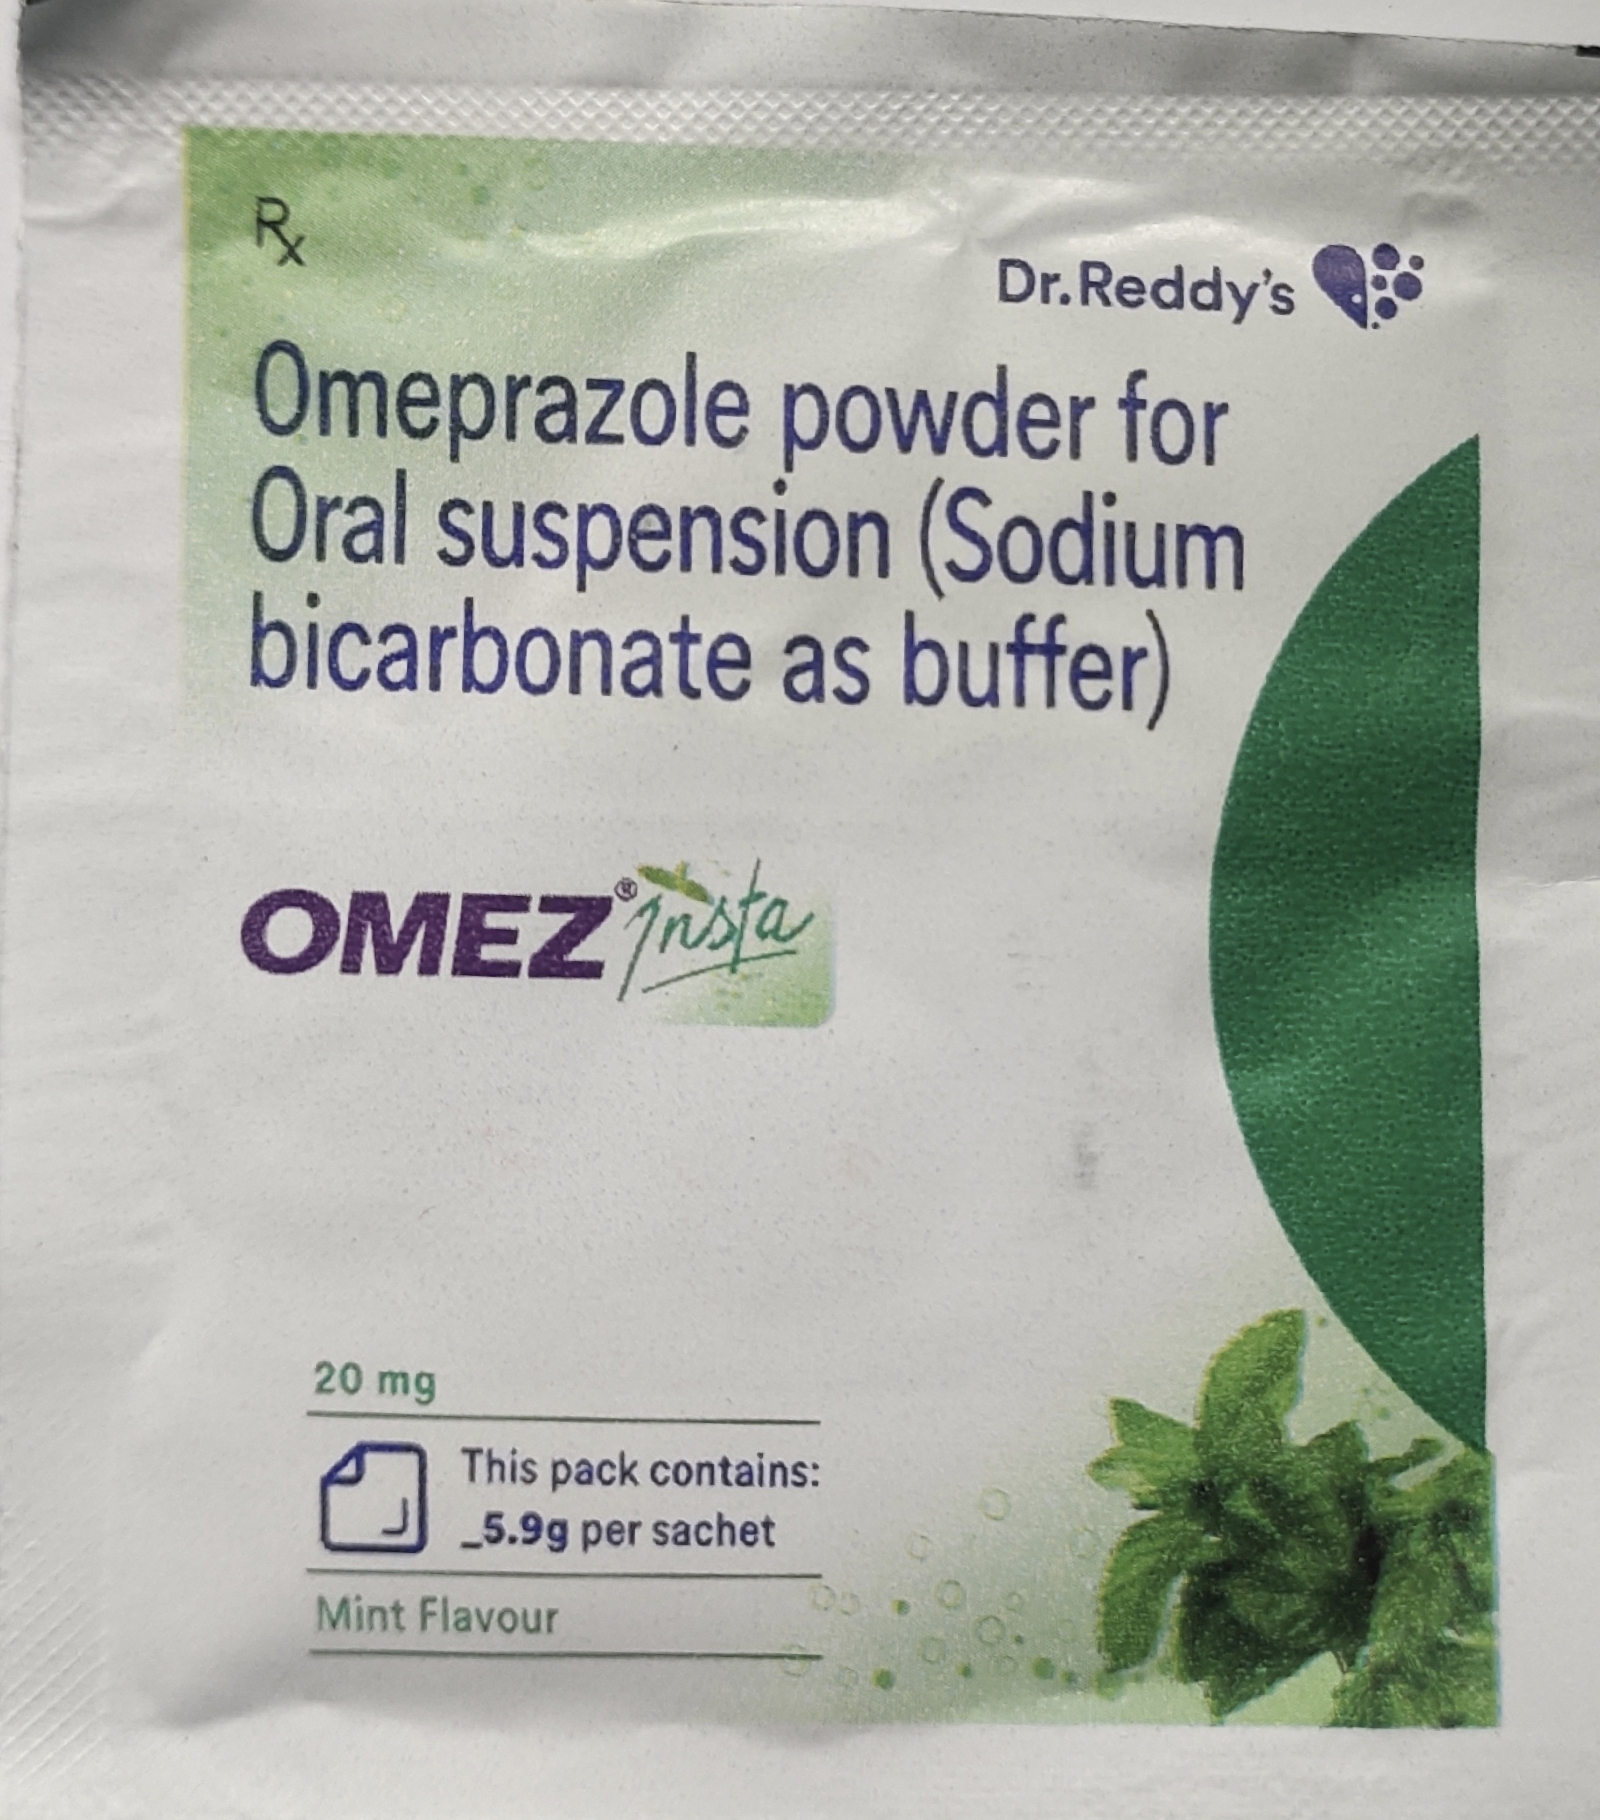 Rx
Dr.Reddy's
Omeprazole powder for
Oral suspension (Sodium
bicarbonate as buffer)
OMEZ® Insta
20 mg
This pack contains:
_5.9g per sachet
Mint Flavour